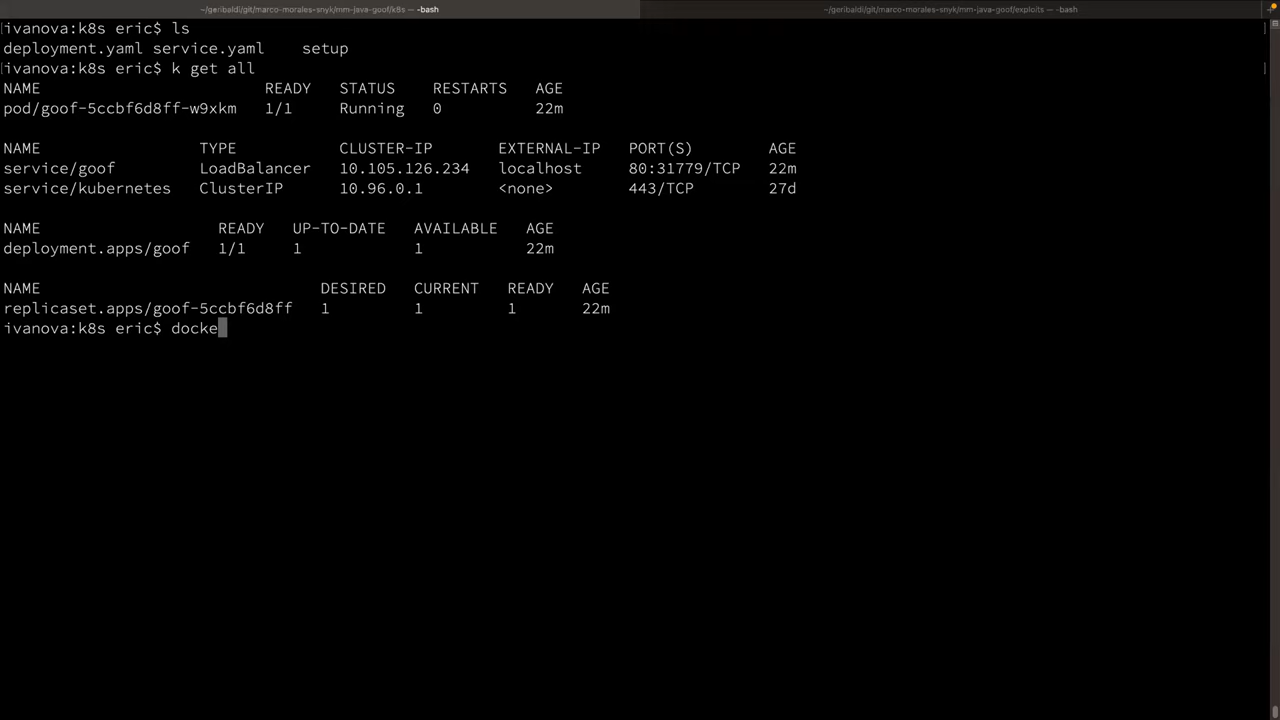 ~/geribaldi/git/marco-morales-snyk/mm-java-goof/k8s — -bash
~/geribaldi/git/marco-morales-snyk/mm-java-goof/exploits — -bash
ivanova:k8s eric$ ls
deployment.yaml service.yaml    setup
ivanova:k8s eric$ k get all
NAME                        READY   STATUS    RESTARTS   AGE
pod/goof-5ccbf6d8ff-w9xkm   1/1     Running   0          22m
NAME                 TYPE           CLUSTER-IP       EXTERNAL-IP   PORT(S)        AGE
service/goof         LoadBalancer   10.105.126.234   localhost     80:31779/TCP   22m
service/kubernetes   ClusterIP      10.96.0.1        <none>        443/TCP        27d
NAME                   READY   UP-TO-DATE   AVAILABLE   AGE
deployment.apps/goof   1/1     1            1           22m
NAME                              DESIRED   CURRENT   READY   AGE
replicaset.apps/goof-5ccbf6d8ff   1         1         1       22m
ivanova:k8s eric$ docke